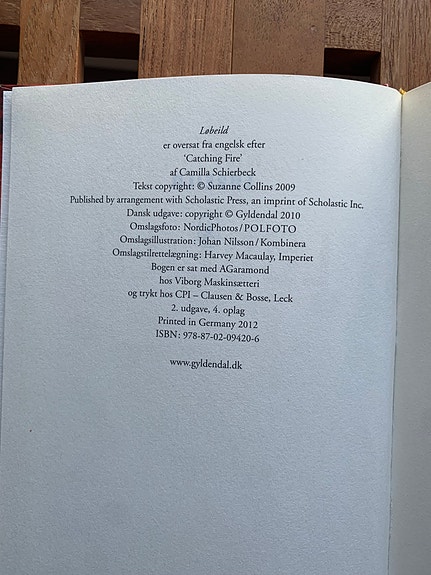 Løbeild
er oversat fra engelsk efter
‘Catching Fire’
af Camilla Schierbeck
Tekst copyright: © Suzanne Collins 2009
Published by arrangement with Scholastic Press, an imprint of Scholastic Inc.
Dansk udgave: copyright © Gyldendal 2010
Omslagsfoto: NordicPhotos/POLFOTO
Omslagsillustration: Johan Nilsson/Kombinera
Omslagstilrettelægning: Harvey Macaulay, Imperiet
Bogen er sat med AGaramond
hos Viborg Maskinsætteri
og trykt hos CPI – Clausen & Bosse, Leck
2. udgave, 4. oplag
Printed in Germany 2012
ISBN: 978-87-02-09420-6
www.gyldendal.dk